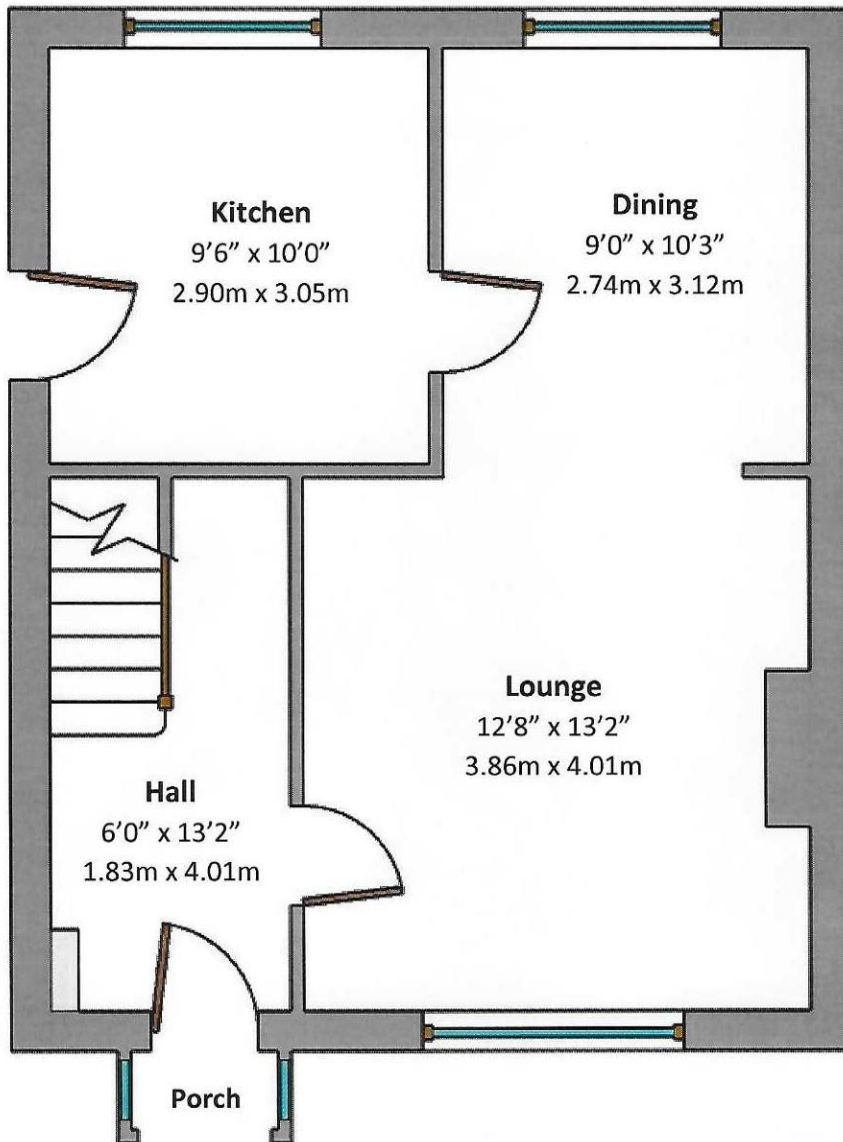 Kitchen
9’6” x 10’0”
2.90m x 3.05m
Dining
9’0” x 10’3”
2.74m x 3.12m
Lounge
12’8” x 13’2”
3.86m x 4.01m
Hall
6’0” x 13’2”
1.83m x 4.01m
Porch